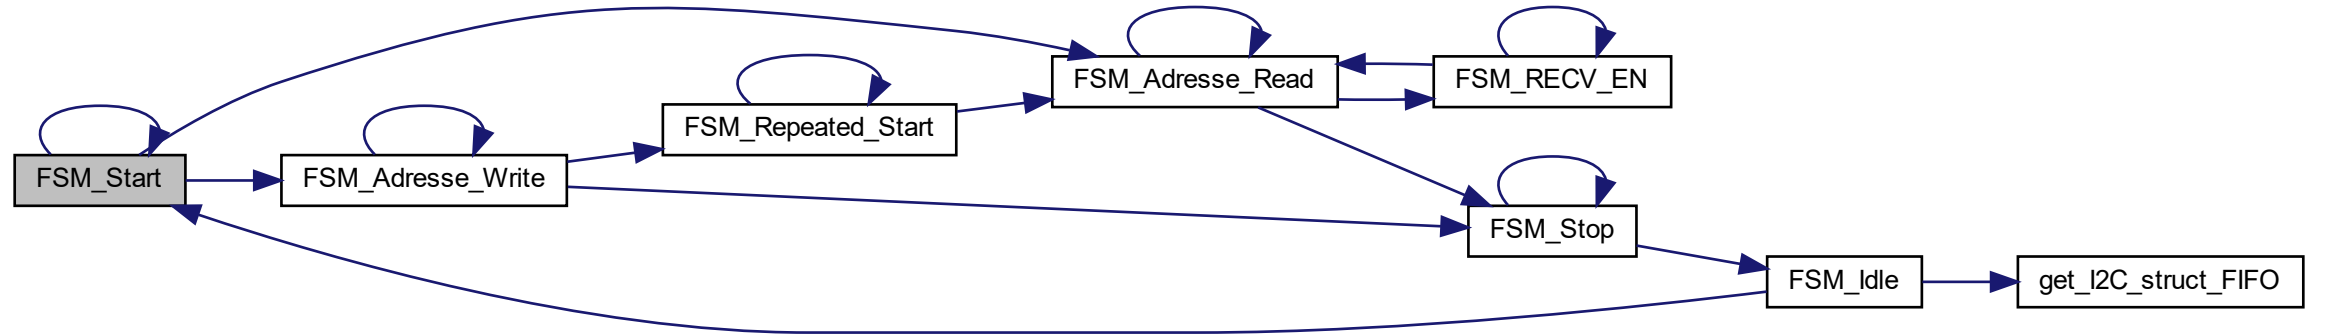 FSM_Start
FSM_Adresse_Write
FSM_Repeated_Start
FSM_Adresse_Read
FSM_RECV_EN
FSM_Stop
FSM_Idle
get_I2C_struct_FIFO